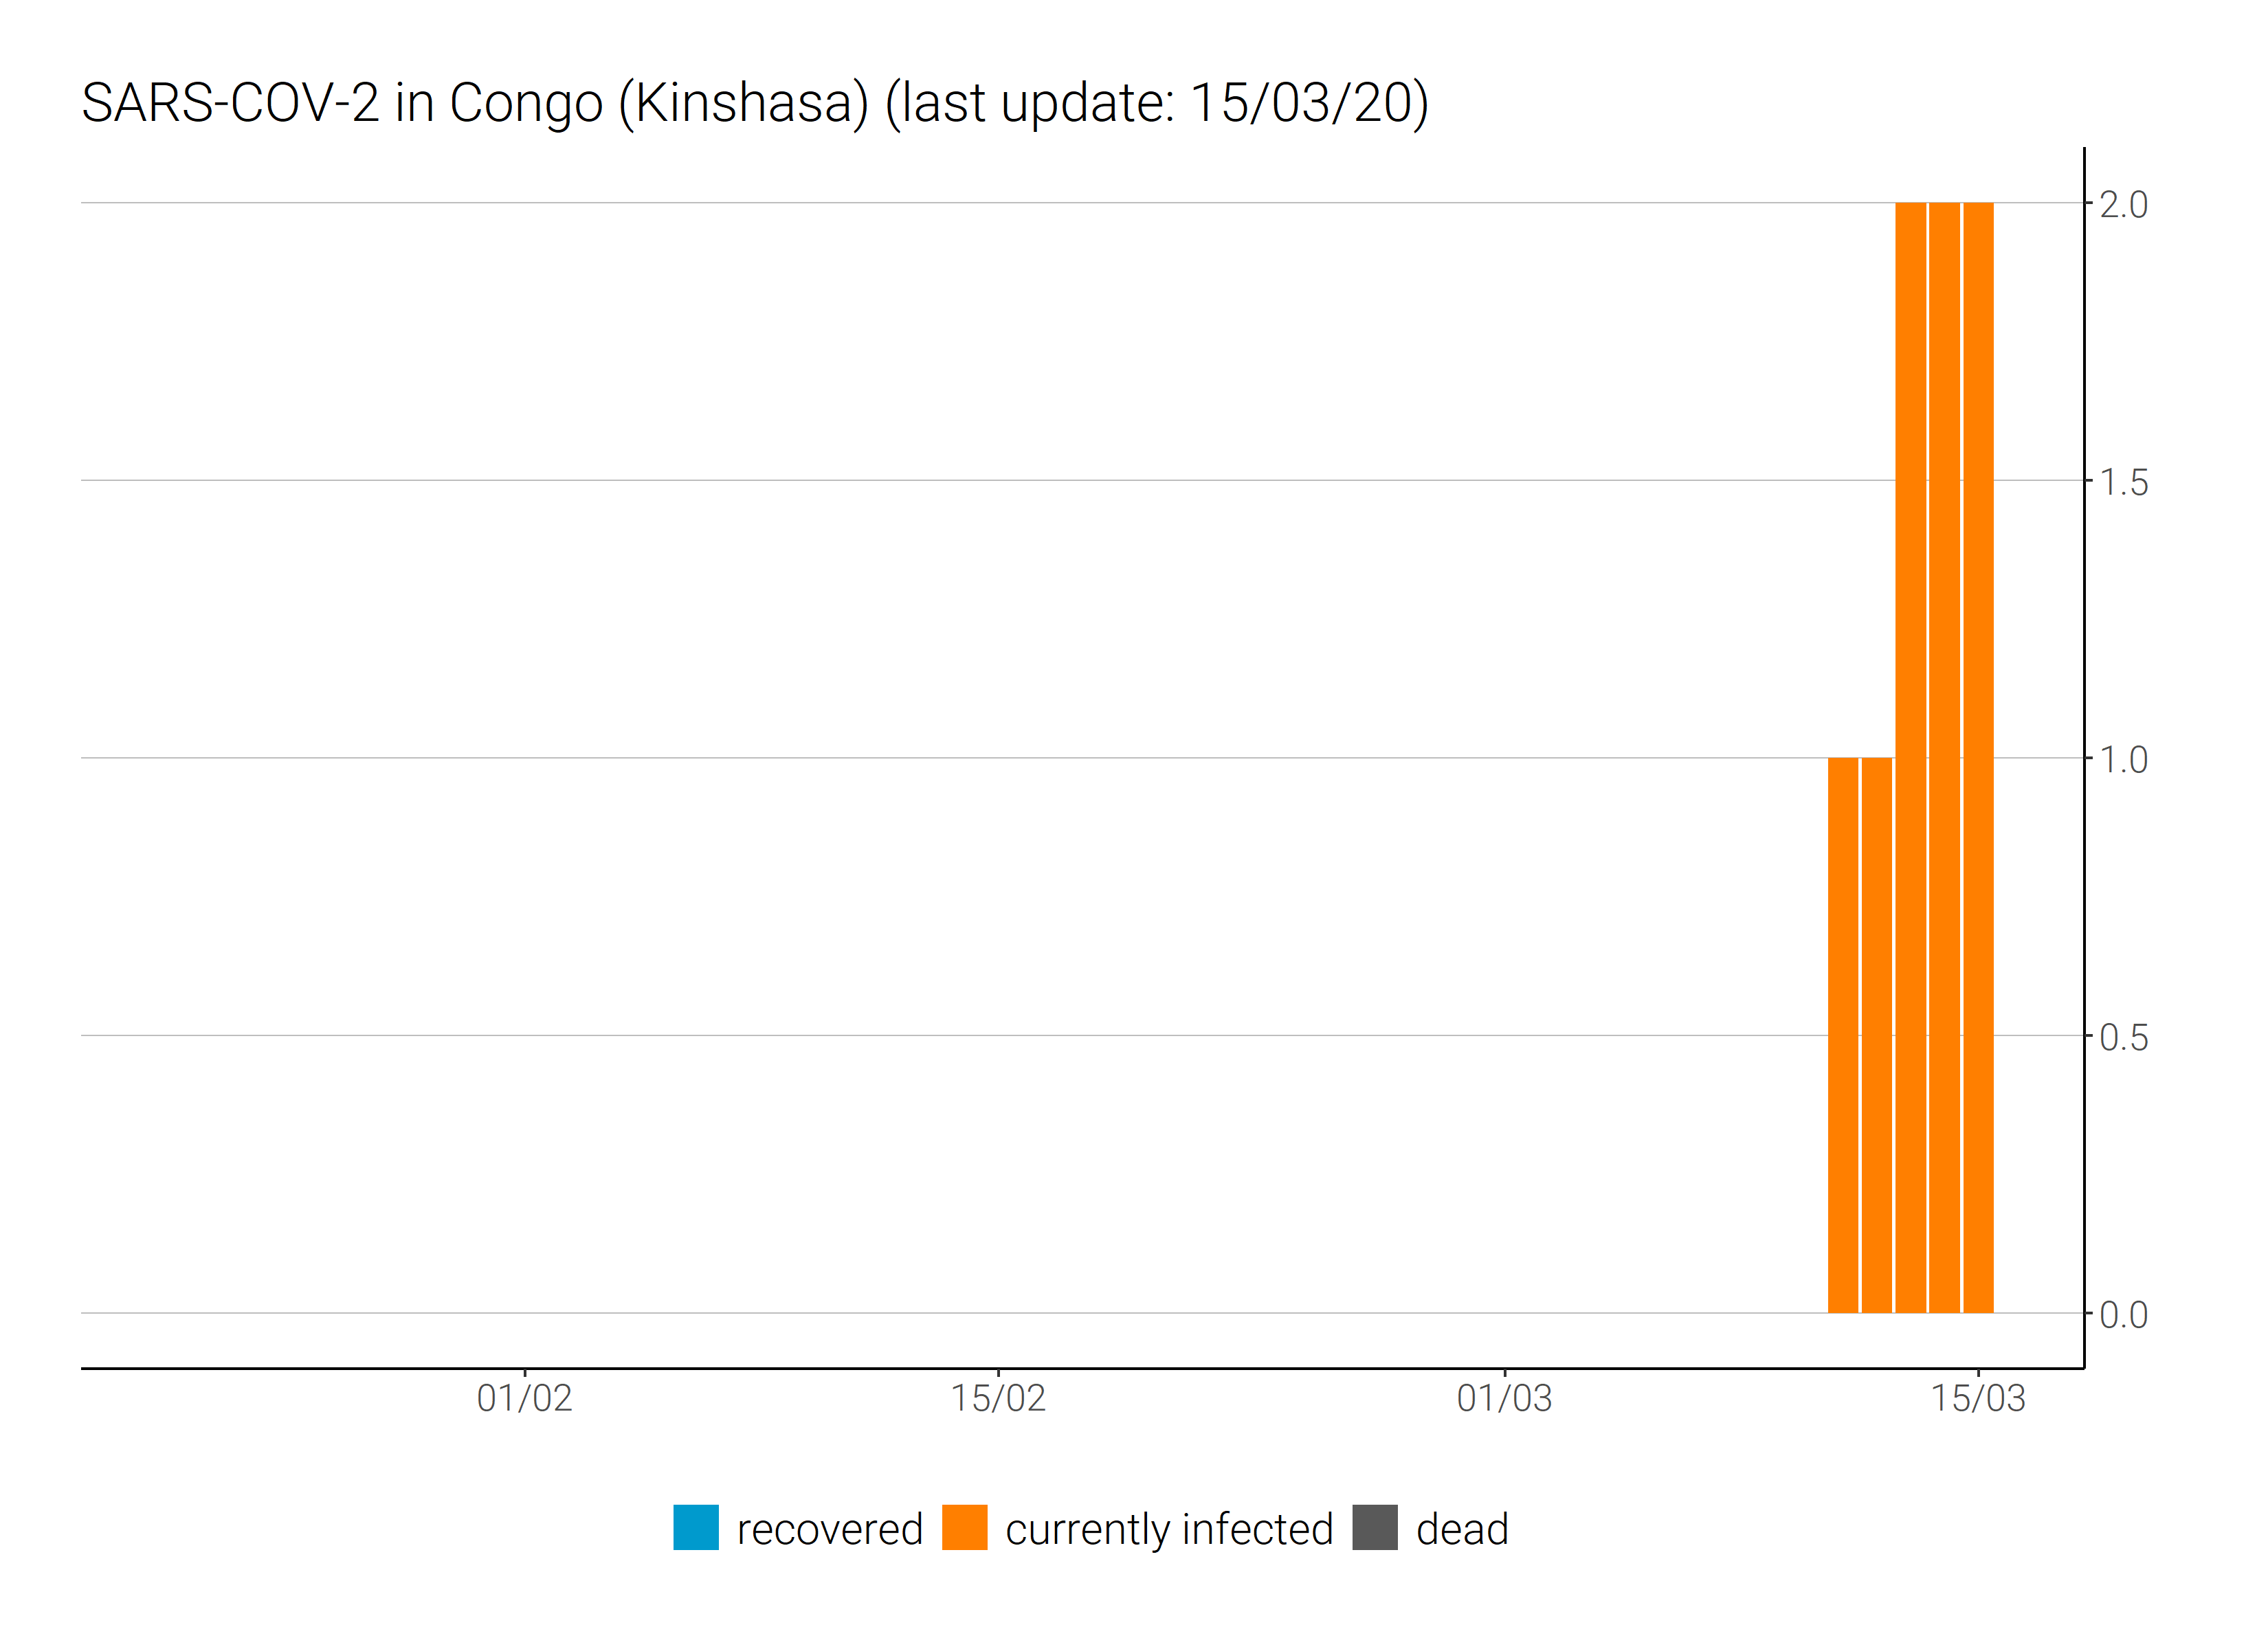 SARS-COV-2 in Congo (Kinshasa) (last update: 15/03/20)
2.0
1.5
1.0
0.5
0.0
01/02 15/02 01/03 15/03
recovered currently infected dead